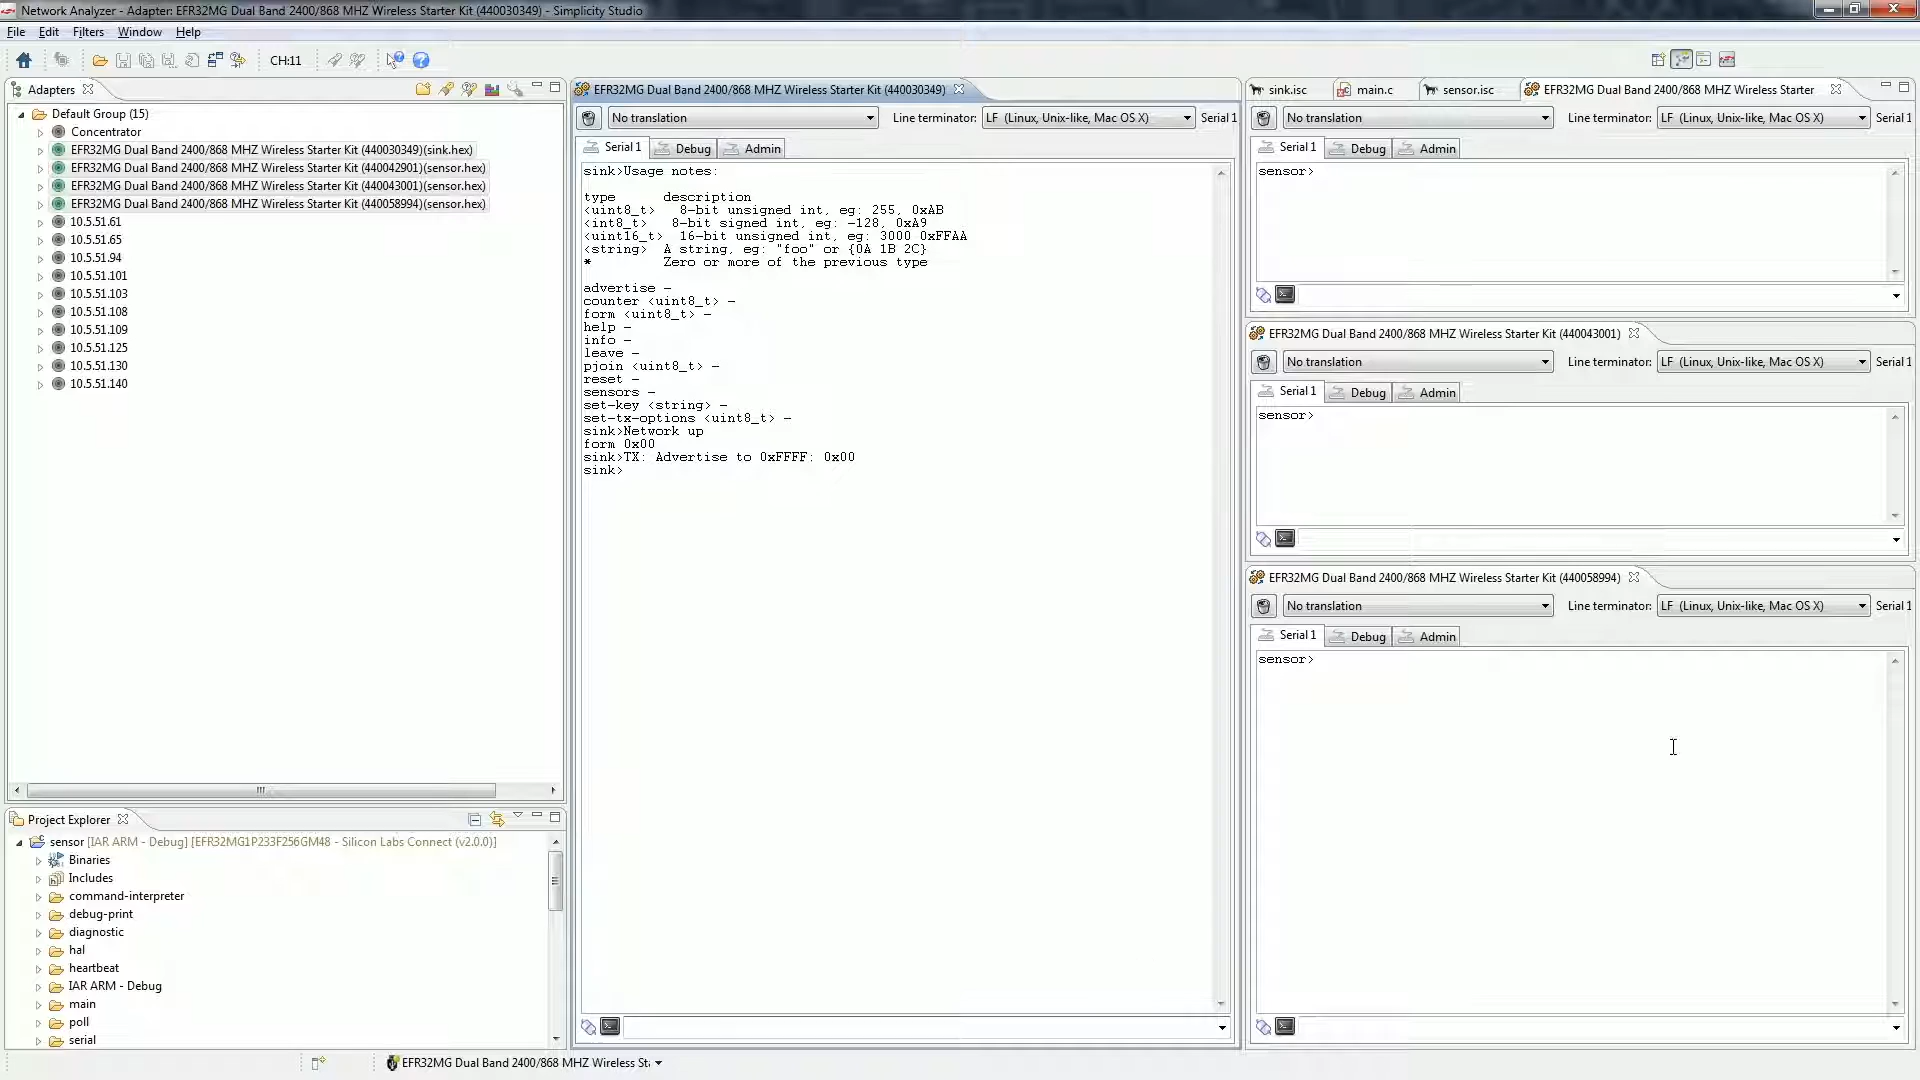 Network Analyzer - Adapter: EFR32MG Dual Band 2400/868 MHZ Wireless Starter Kit (440030349) - Simplicity Studio
File Edit Filters Window Help
CH:11
Adapters
Default Group (15)
Concentrator
EFR32MG Dual Band 2400/868 MHZ Wireless Starter Kit (440030349)(sink.hex)
EFR32MG Dual Band 2400/868 MHZ Wireless Starter Kit (440042901)(sensor.hex)
EFR32MG Dual Band 2400/868 MHZ Wireless Starter Kit (440043001)(sensor.hex)
EFR32MG Dual Band 2400/868 MHZ Wireless Starter Kit (440058994)(sensor.hex)
10.5.51.61
10.5.51.65
10.5.51.94
10.5.51.101
10.5.51.103
10.5.51.108
10.5.51.109
10.5.51.125
10.5.51.130
10.5.51.140
Project Explorer
sensor [IAR ARM - Debug] [EFR32MG1P233F256GM48 - Silicon Labs Connect (v2.0.0)]
Binaries
Includes
command-interpreter
debug-print
diagnostic
hal
heartbeat
IAR ARM - Debug
main
poll
serial
EFR32MG Dual Band 2400/868 MHZ Wireless Starter Kit (440030349)
No translation Line terminator: LF (Linux, Unix-like, Mac OS X) Serial 1
Serial 1 Debug Admin
sink>Usage notes:
type description
<uint8_t> 8-bit unsigned int, eg: 255, 0xAB
<int8_t> 8-bit signed int, eg: -128, 0xA9
<uint16_t> 16-bit unsigned int, eg: 3000 0xFFAA
<string> A string, eg: "foo" or {0A 1B 2C}
* Zero or more of the previous type
advertise -
counter <uint8_t> -
form <uint8_t> -
help -
info -
leave -
pjoin <uint8_t> -
reset -
sensors -
set-key <string> -
set-tx-options <uint8_t> -
sink>Network up
form 0x00
sink>TX: Advertise to 0xFFFF: 0x00
sink>
sink.isc main.c sensor.isc EFR32MG Dual Band 2400/868 MHZ Wireless Starter
No translation Line terminator: LF (Linux, Unix-like, Mac OS X) Serial 1
Serial 1 Debug Admin
sensor>
EFR32MG Dual Band 2400/868 MHZ Wireless Starter Kit (440043001)
No translation Line terminator: LF (Linux, Unix-like, Mac OS X) Serial 1
Serial 1 Debug Admin
sensor>
EFR32MG Dual Band 2400/868 MHZ Wireless Starter Kit (440058994)
No translation Line terminator: LF (Linux, Unix-like, Mac OS X) Serial 1
Serial 1 Debug Admin
sensor>
EFR32MG Dual Band 2400/868 MHZ Wireless St